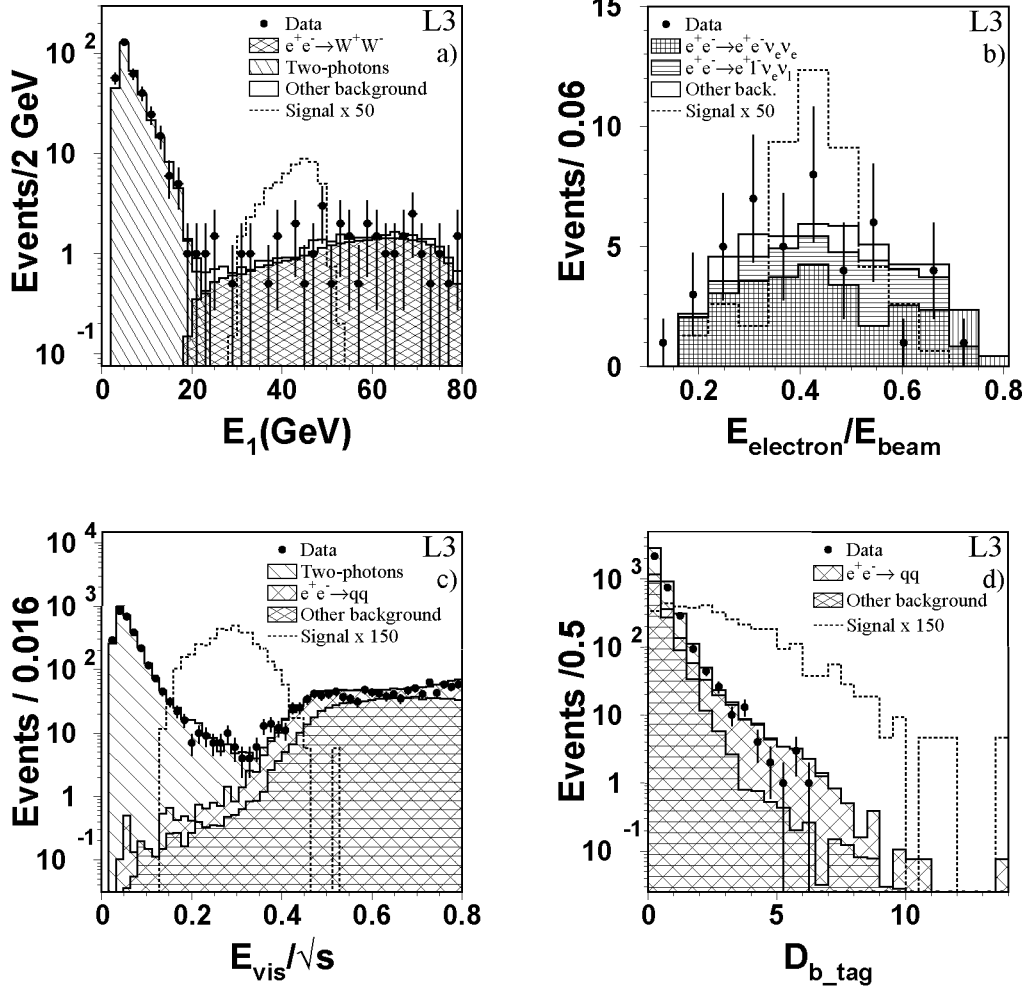 L3
a)
Data
e⁺e⁻→W⁺W⁻
Two-photons
Other background
Signal x 50
Events/2 GeV
10 ²
10
1
10 ⁻¹
0 20 40 60 80
E₁(GeV)
L3
b)
Data
e⁺e⁻→e⁺e⁻νₑνₑ
e⁺e⁻→e⁺l⁻νₑνₗ
Other back.
Signal x 50
Events/ 0.06
15
10
5
0
0.2 0.4 0.6 0.8
E_electron/E_beam
L3
c)
Data
Two-photons
e⁺e⁻→qq
Other background
Signal x 150
Events / 0.016
10 ⁴
10 ³
10 ²
10
1
10 ⁻¹
0 0.2 0.4 0.6 0.8
E_vis/√s
L3
d)
Data
e⁺e⁻→ qq
Other background
Signal x 150
Events /0.5
10 ³
10 ²
10
1
10 ⁻¹
0 5 10
D_b_tag